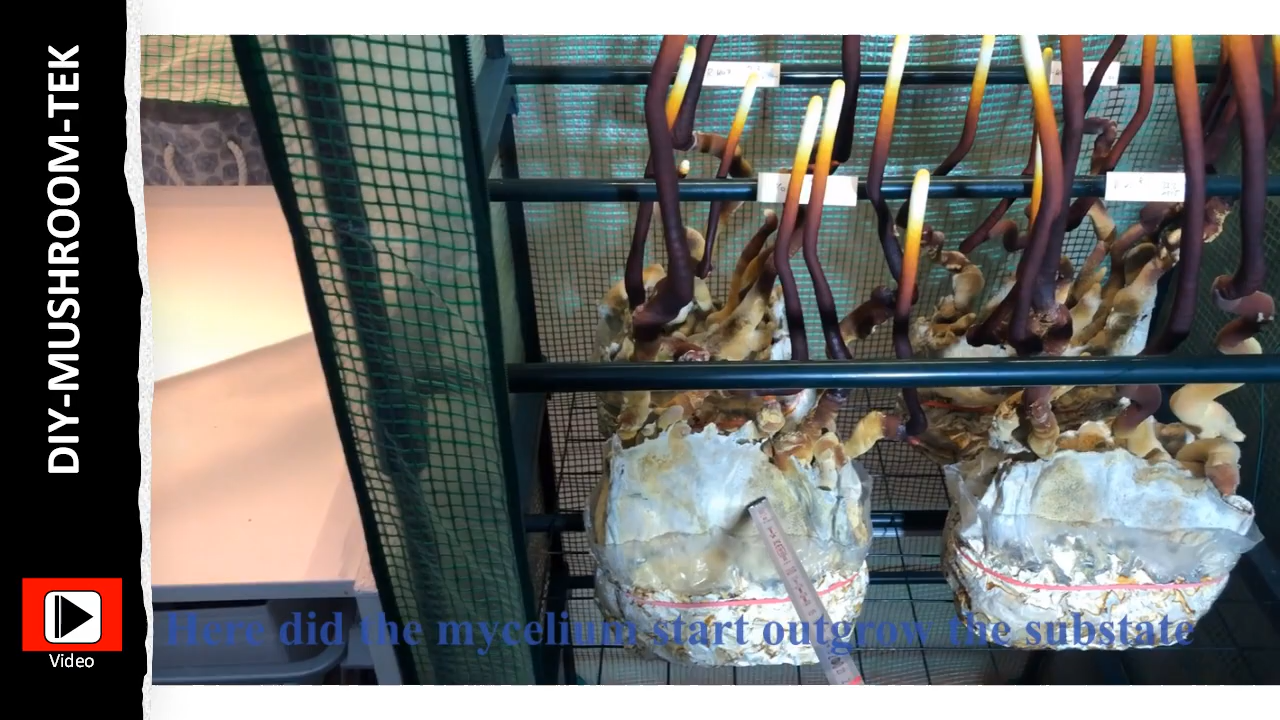 DIY-MUSHROOM-TEK
Video
Here did the mycelium start outgrow the substate